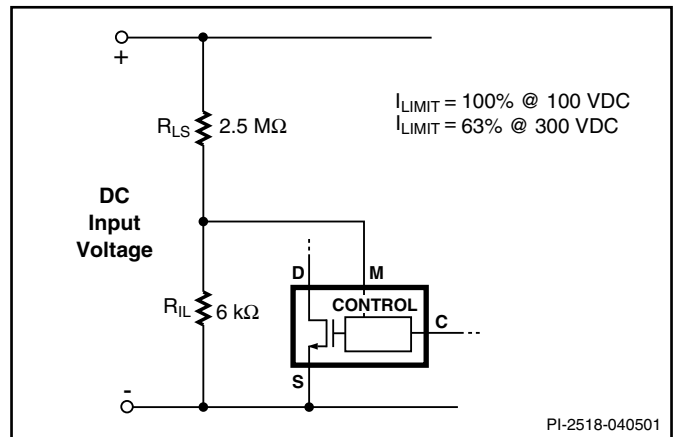 +
I_LIMIT = 100% @ 100 VDC
I_LIMIT = 63% @ 300 VDC
R_LS 2.5 MΩ
DC
Input
Voltage
D M
R_IL 6 kΩ
CONTROL
C
S
-
PI-2518-040501